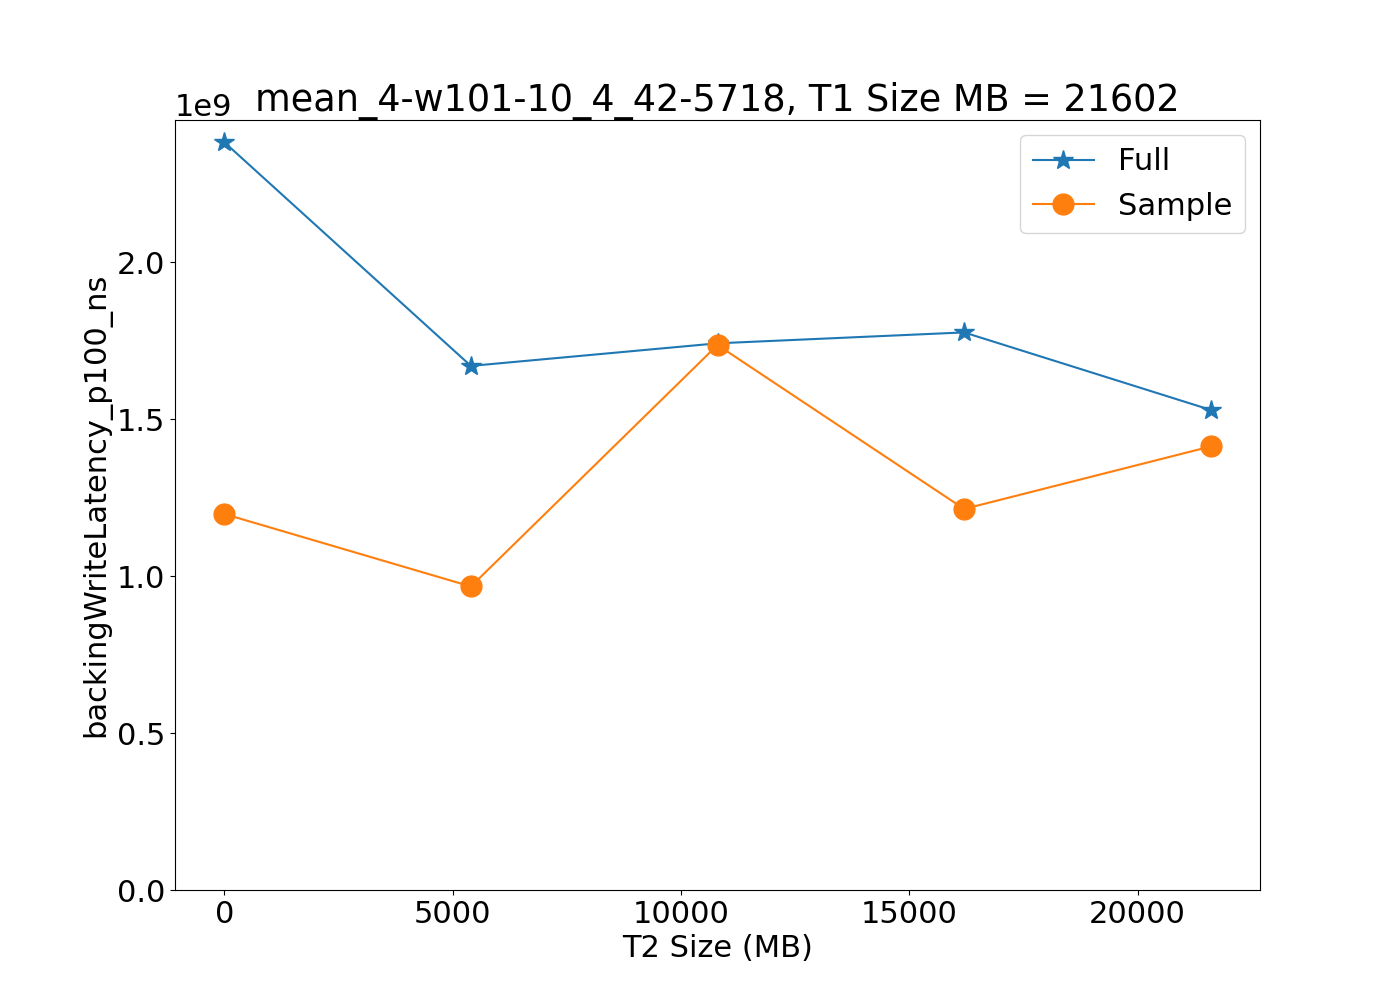 1e9
mean_4-w101-10_4_42-5718, T1 Size MB = 21602
Full
Sample
backingWriteLatency_p100_ns
2.0
1.5
1.0
0.5
0.0
0
5000
10000
15000
20000
T2 Size (MB)